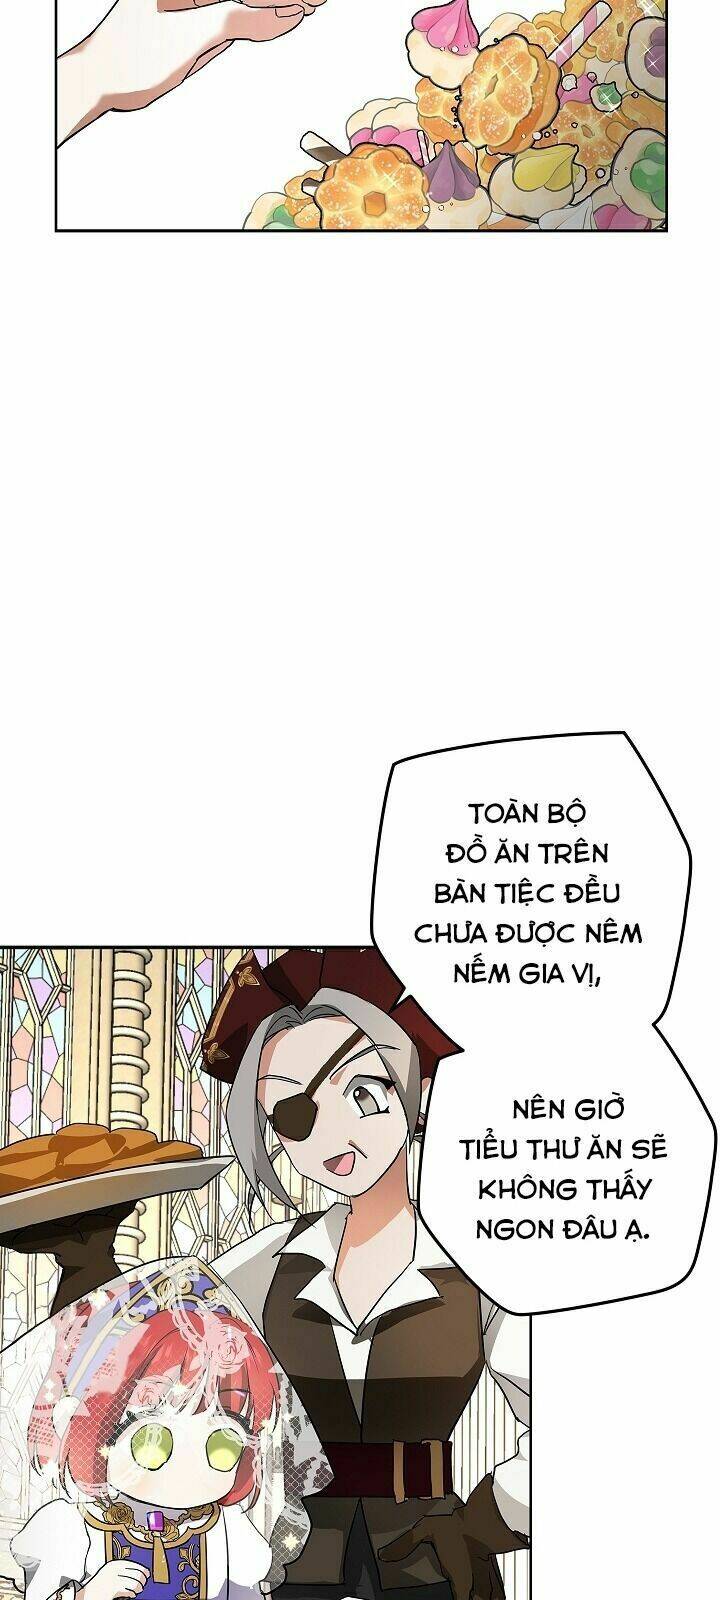 TOÀN BỘ
ĐỒ ĂN TRÊN
BÀN TIỆC ĐỀU
CHƯA ĐƯỢC NÊM
NẾM GIA VỊ,
NÊN GIỜ
TIỂU THƯ ĂN SẼ
KHÔNG THẤY
NGON ĐÂU Ạ.